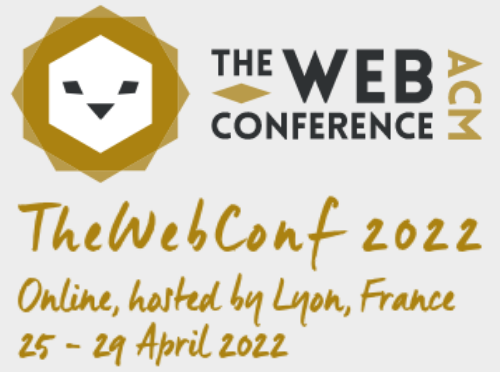 THE WEB
CONFERENCE
ACM
TheWebConf 2022
Online, hosted by Lyon, France
25 - 29 April 2022